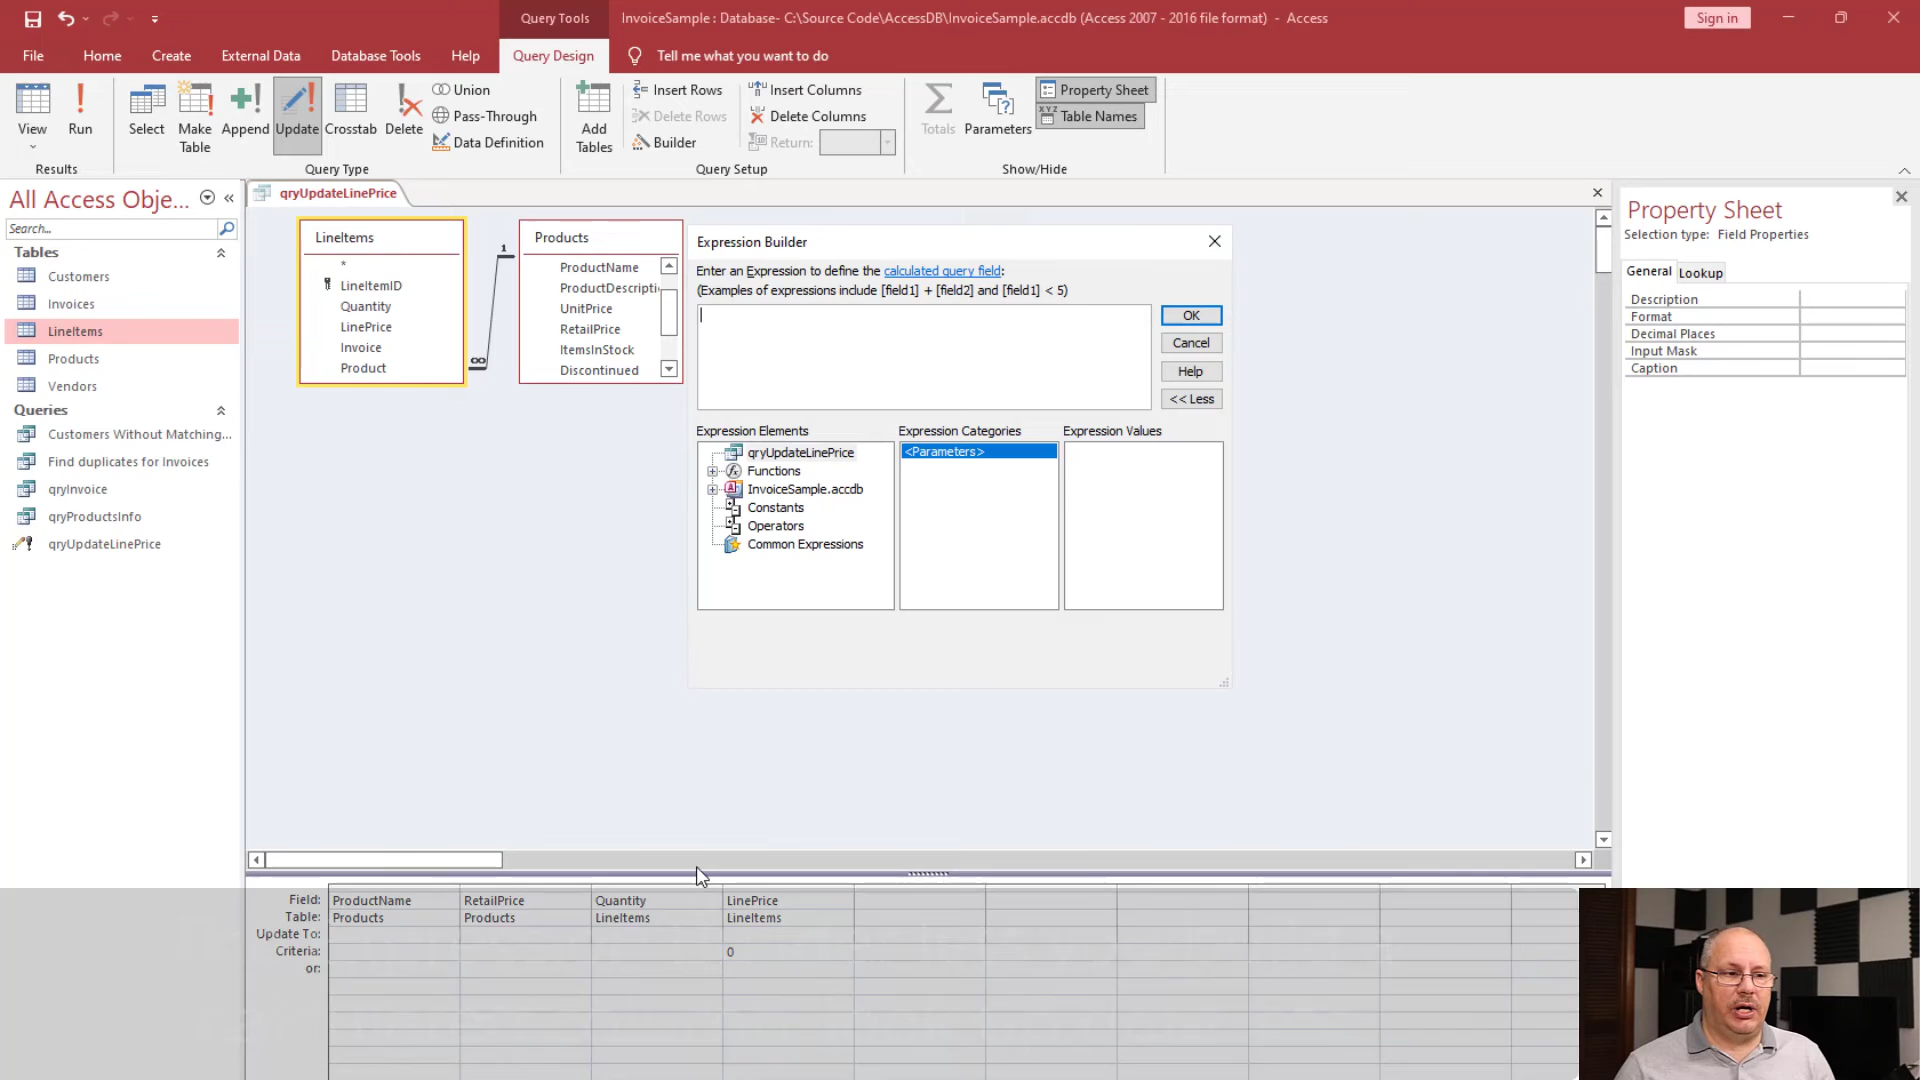 Query Tools
InvoiceSample : Database- C:\Source Code\AccessDB\InvoiceSample.accdb (Access 2007 - 2016 file format) - Access
Sign in
File
Home
Create
External Data
Database Tools
Help
Query Design
Tell me what you want to do
View
Run
Results
Select
Make Table
Append
Update
Crosstab
Delete
Union
Pass-Through
Data Definition
Query Type
Add Tables
Insert Rows
Delete Rows
Builder
Insert Columns
Delete Columns
Return:
Query Setup
Totals
Parameters
Property Sheet
XYZ
Table Names
Show/Hide
All Access Obje...
Search...
Tables
Customers
Invoices
LineItems
Products
Vendors
Queries
Customers Without Matching...
Find duplicates for Invoices
qryInvoice
qryProductsInfo
qryUpdateLinePrice
qryUpdateLinePrice
LineItems
*
LineItemID
Quantity
LinePrice
Invoice
Product
1
∞
Products
ProductName
ProductDescripti
UnitPrice
RetailPrice
ItemsInStock
Discontinued
Expression Builder
Enter an Expression to define the calculated query field:
(Examples of expressions include [field1] + [field2] and [field1] < 5)
OK
Cancel
Help
<< Less
Expression Elements
qryUpdateLinePrice
Functions
InvoiceSample.accdb
Constants
Operators
Common Expressions
Expression Categories
<Parameters>
Expression Values
Property Sheet
Selection type: Field Properties
General
Lookup
Description
Format
Decimal Places
Input Mask
Caption
Field: ProductName RetailPrice Quantity LinePrice
Table: Products Products LineItems LineItems
Update To:
Criteria: 0
or: